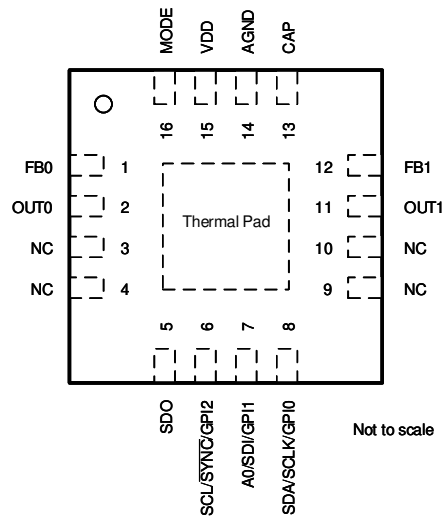 MODE
VDD
AGND
CAP
16
15
14
13
FB0
1
12
FB1
OUT0
2
Thermal Pad
11
OUT1
NC
3
10
NC
NC
4
9
NC
5
6
7
8
SDO
SCL/SYNC/GPI2
A0/SDI/GPI1
SDA/SCLK/GPI0
Not to scale